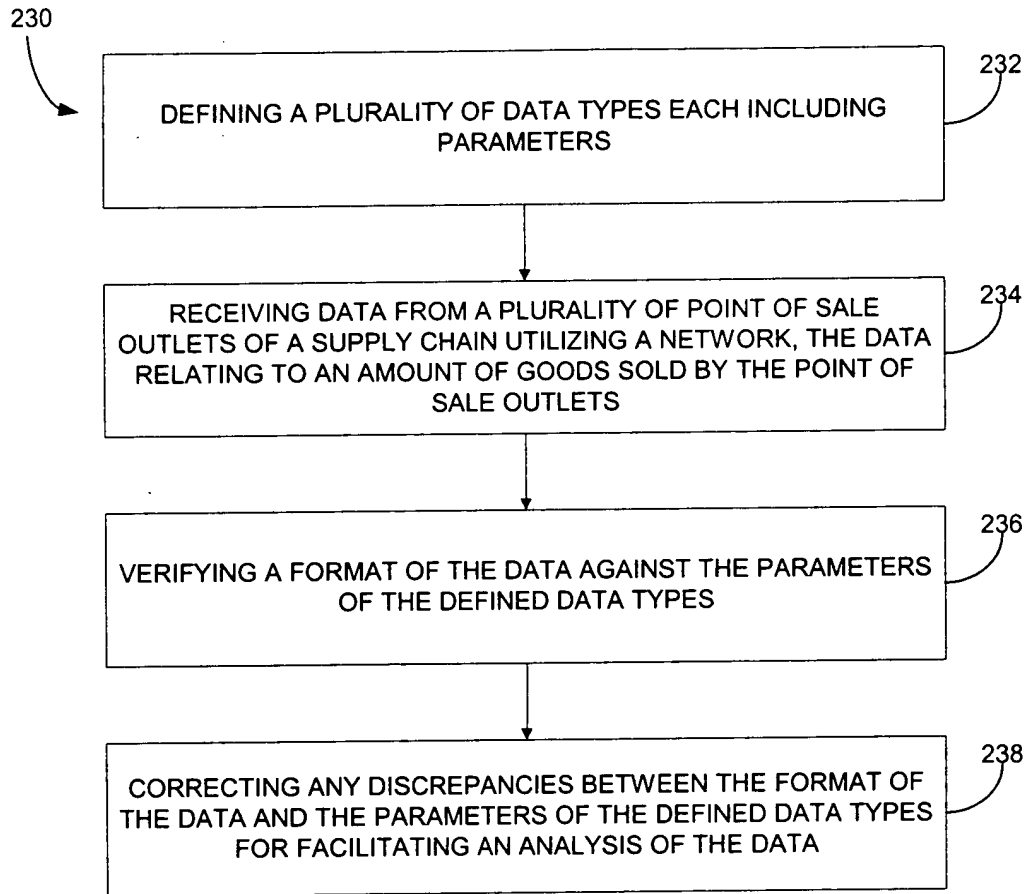 230
232
DEFINING A PLURALITY OF DATA TYPES EACH INCLUDING
PARAMETERS
234
RECEIVING DATA FROM A PLURALITY OF POINT OF SALE
OUTLETS OF A SUPPLY CHAIN UTILIZING A NETWORK, THE DATA
RELATING TO AN AMOUNT OF GOODS SOLD BY THE POINT OF
SALE OUTLETS
236
VERIFYING A FORMAT OF THE DATA AGAINST THE PARAMETERS
OF THE DEFINED DATA TYPES
238
CORRECTING ANY DISCREPANCIES BETWEEN THE FORMAT OF
THE DATA AND THE PARAMETERS OF THE DEFINED DATA TYPES
FOR FACILITATING AN ANALYSIS OF THE DATA